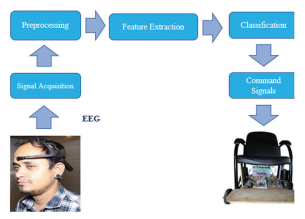 Preprocessing
Feature Extraction
Classification
Signal Acquisition
Command
Signals
EEG